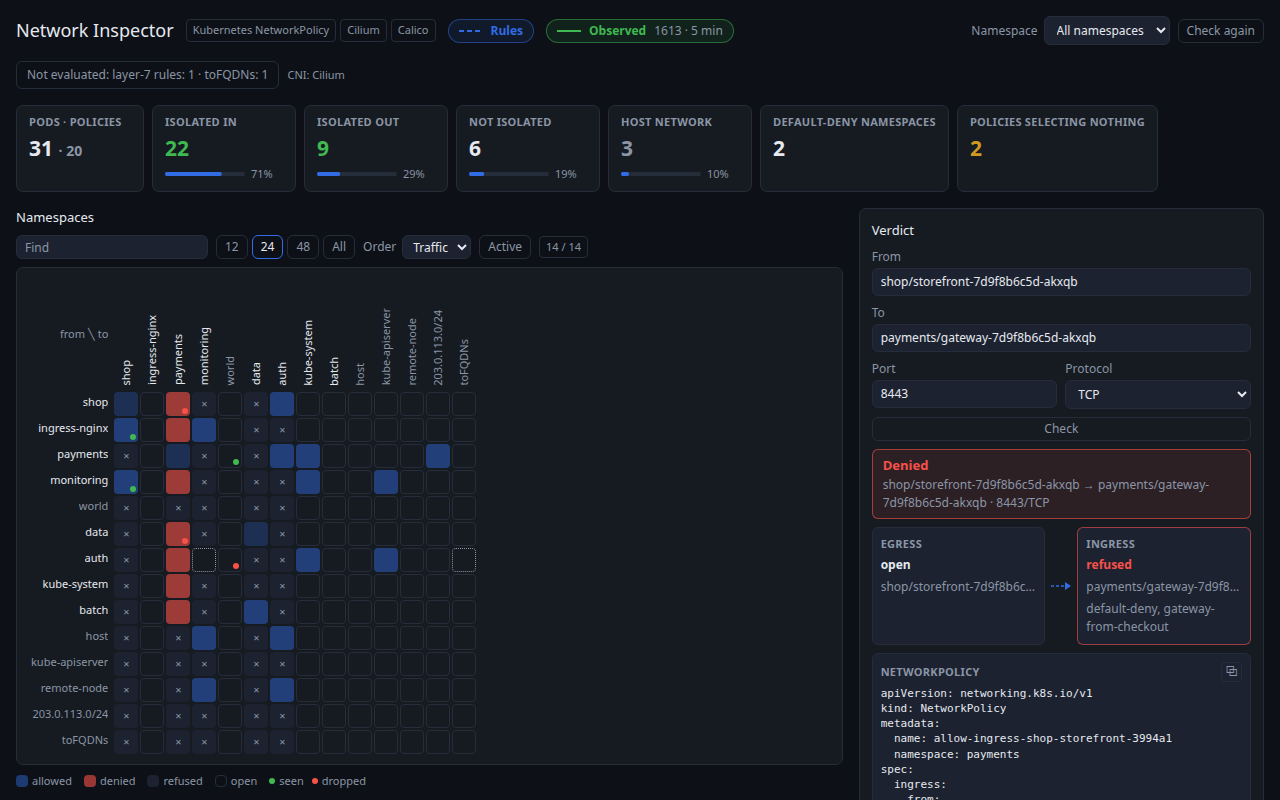 Network Inspector Kubernetes NetworkPolicy Cilium Calico Rules Observed 1613 · 5 min Namespace All namespaces Check again
Not evaluated: layer-7 rules: 1 · toFQDNs: 1 CNI: Cilium
PODS · POLICIES
31 · 20
ISOLATED IN
22
71%
ISOLATED OUT
9
29%
NOT ISOLATED
6
19%
HOST NETWORK
3
10%
DEFAULT-DENY NAMESPACES
2
POLICIES SELECTING NOTHING
2
Namespaces
Find 12 24 48 All Order Traffic Active 14 / 14
from ╲ to
shop
ingress-nginx
payments
monitoring
world
data
auth
kube-system
batch
host
kube-apiserver
remote-node
203.0.113.0/24
toFQDNs
shop
ingress-nginx
payments
monitoring
world
data
auth
kube-system
batch
host
kube-apiserver
remote-node
203.0.113.0/24
toFQDNs
allowed denied refused open seen dropped
Verdict
From
shop/storefront-7d9f8b6c5d-akxqb
To
payments/gateway-7d9f8b6c5d-akxqb
Port Protocol
8443 TCP
Check
Denied
shop/storefront-7d9f8b6c5d-akxqb → payments/gateway-
7d9f8b6c5d-akxqb · 8443/TCP
EGRESS
open
shop/storefront-7d9f8b6c...
INGRESS
refused
payments/gateway-7d9f8...
default-deny, gateway-
from-checkout
NETWORKPOLICY
apiVersion: networking.k8s.io/v1
kind: NetworkPolicy
metadata:
  name: allow-ingress-shop-storefront-3994a1
  namespace: payments
spec:
  ingress:
    from: